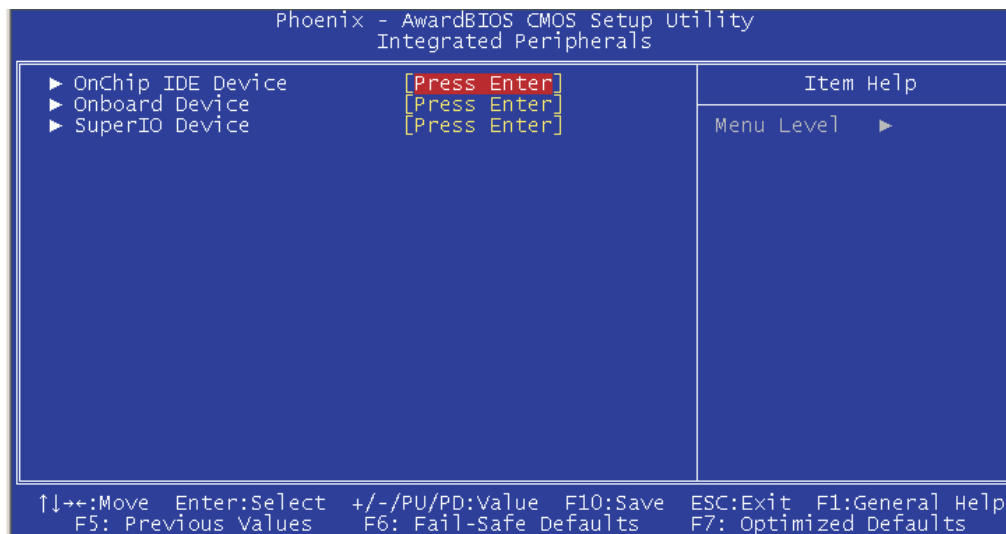 Phoenix - AwardBIOS CMOS Setup Utility
Integrated Peripherals
► OnChip IDE Device [Press Enter]
► Onboard Device [Press Enter]
► SuperIO Device [Press Enter]
Item Help
Menu Level ►
↑↓→←:Move Enter:Select +/-/PU/PD:Value F10:Save ESC:Exit F1:General Help
F5: Previous Values F6: Fail-Safe Defaults F7: Optimized Defaults